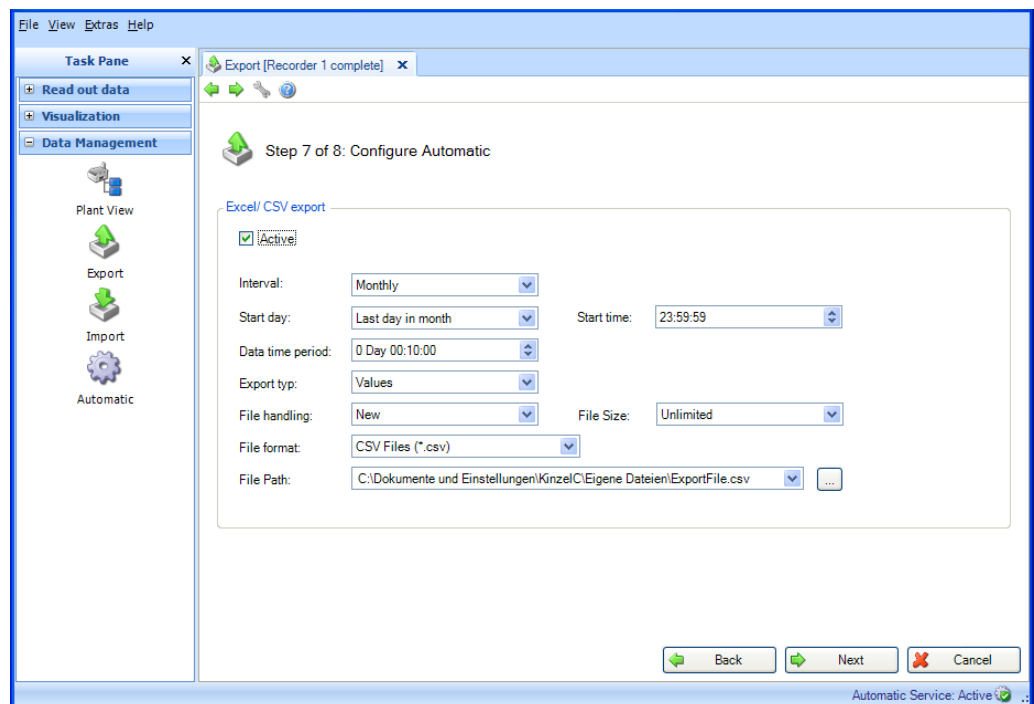 File View Extras Help
Task Pane
Export [Recorder 1 complete]
Read out data
Visualization
Data Management
Plant View
Export
Import
Automatic
Step 7 of 8: Configure Automatic
Excel/ CSV export
Active
Interval: Monthly
Start day: Last day in month Start time: 23:59:59
Data time period: 0 Day 00:10:00
Export typ: Values
File handling: New File Size: Unlimited
File format: CSV Files (*.csv)
File Path: C:\Dokumente und Einstellungen\KinzelC\Eigene Dateien\ExportFile.csv ...
Back Next Cancel
Automatic Service: Active